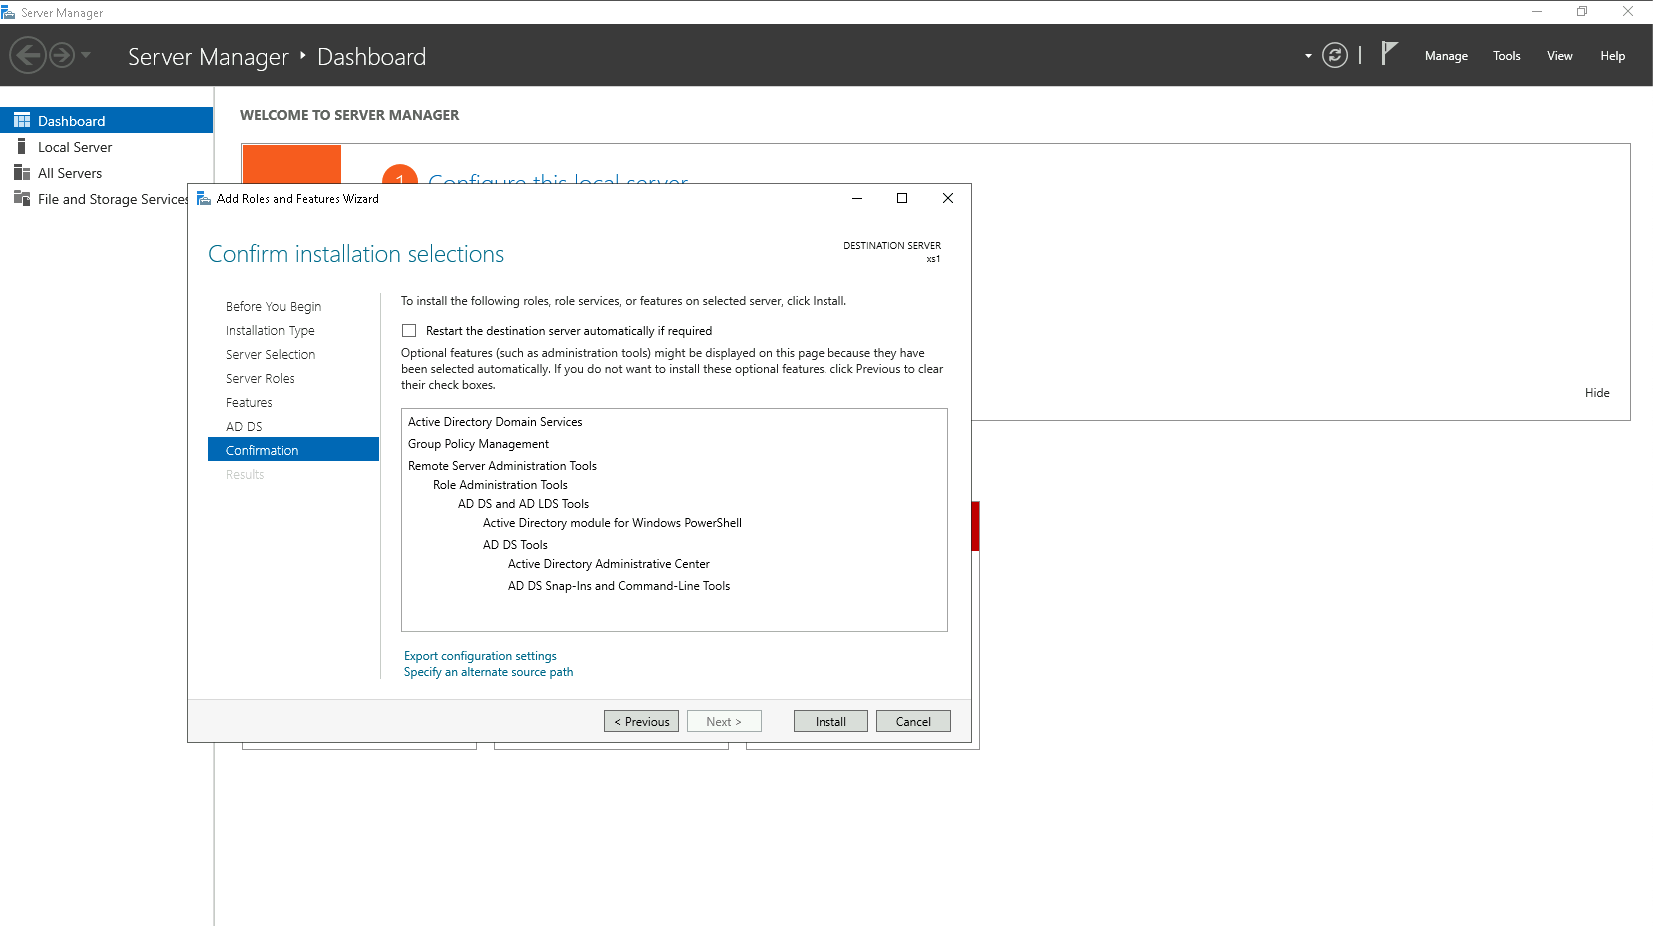 Server Manager
Server Manager ‣ Dashboard
Manage
Tools
View
Help
Dashboard
Local Server
All Servers
File and Storage Services
WELCOME TO SERVER MANAGER
1
Configure this local server
Hide
Add Roles and Features Wizard
Confirm installation selections
DESTINATION SERVER
xs1
Before You Begin
Installation Type
Server Selection
Server Roles
Features
AD DS
Confirmation
Results
To install the following roles, role services, or features on selected server, click Install.
Restart the destination server automatically if required
Optional features (such as administration tools) might be displayed on this page because they have
been selected automatically. If you do not want to install these optional features, click Previous to clear
their check boxes.
Active Directory Domain Services
Group Policy Management
Remote Server Administration Tools
Role Administration Tools
AD DS and AD LDS Tools
Active Directory module for Windows PowerShell
AD DS Tools
Active Directory Administrative Center
AD DS Snap-Ins and Command-Line Tools
Export configuration settings
Specify an alternate source path
< Previous
Next >
Install
Cancel